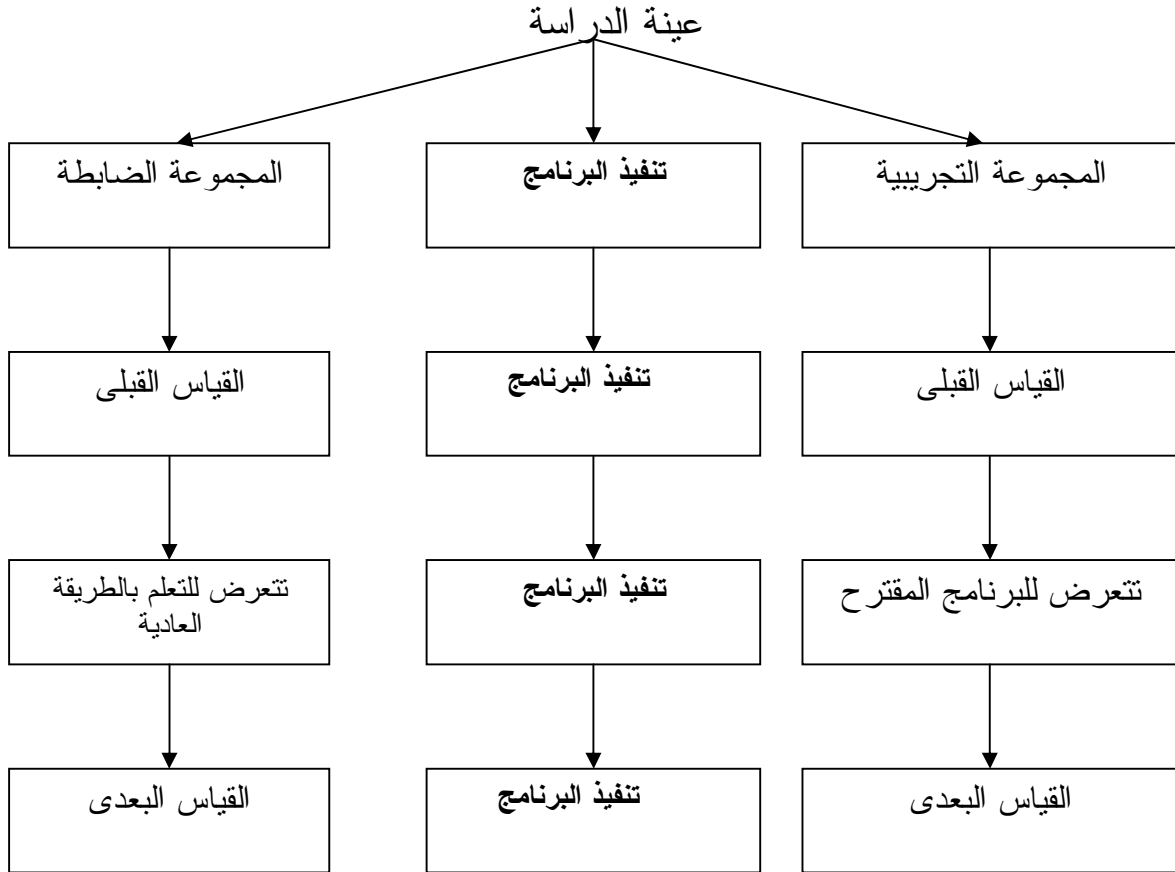 عينة الدراسة
المجموعة التجريبية
تنفيذ البرنامج
المجموعة الضابطة
القياس القبلى
تنفيذ البرنامج
القياس القبلى
تتعرض للبرنامج المقترح
تنفيذ البرنامج
تتعرض للتعلم بالطريقة
العادية
القياس البعدى
تنفيذ البرنامج
القياس البعدى